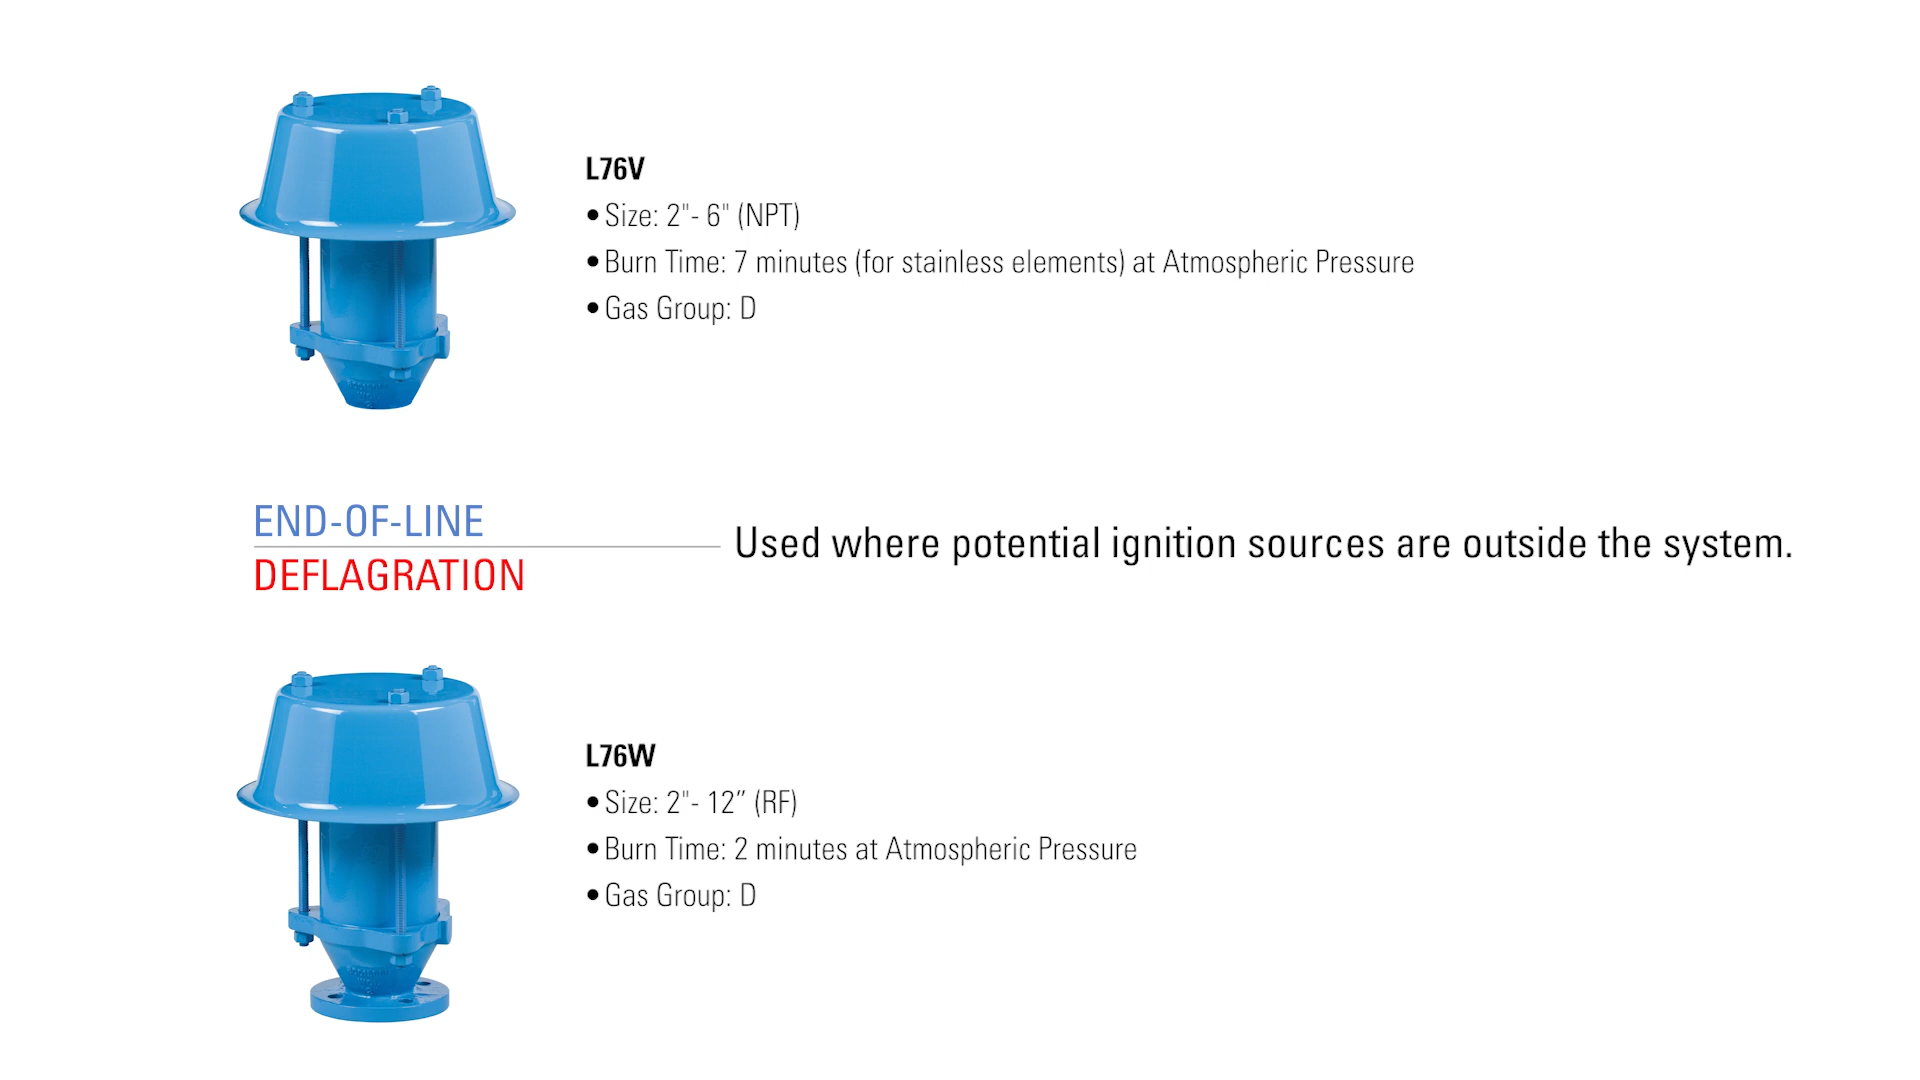 L76V
• Size: 2"- 6" (NPT)
• Burn Time: 7 minutes (for stainless elements) at Atmospheric Pressure
• Gas Group: D
END-OF-LINE
DEFLAGRATION
Used where potential ignition sources are outside the system.
L76W
• Size: 2"- 12” (RF)
• Burn Time: 2 minutes at Atmospheric Pressure
• Gas Group: D